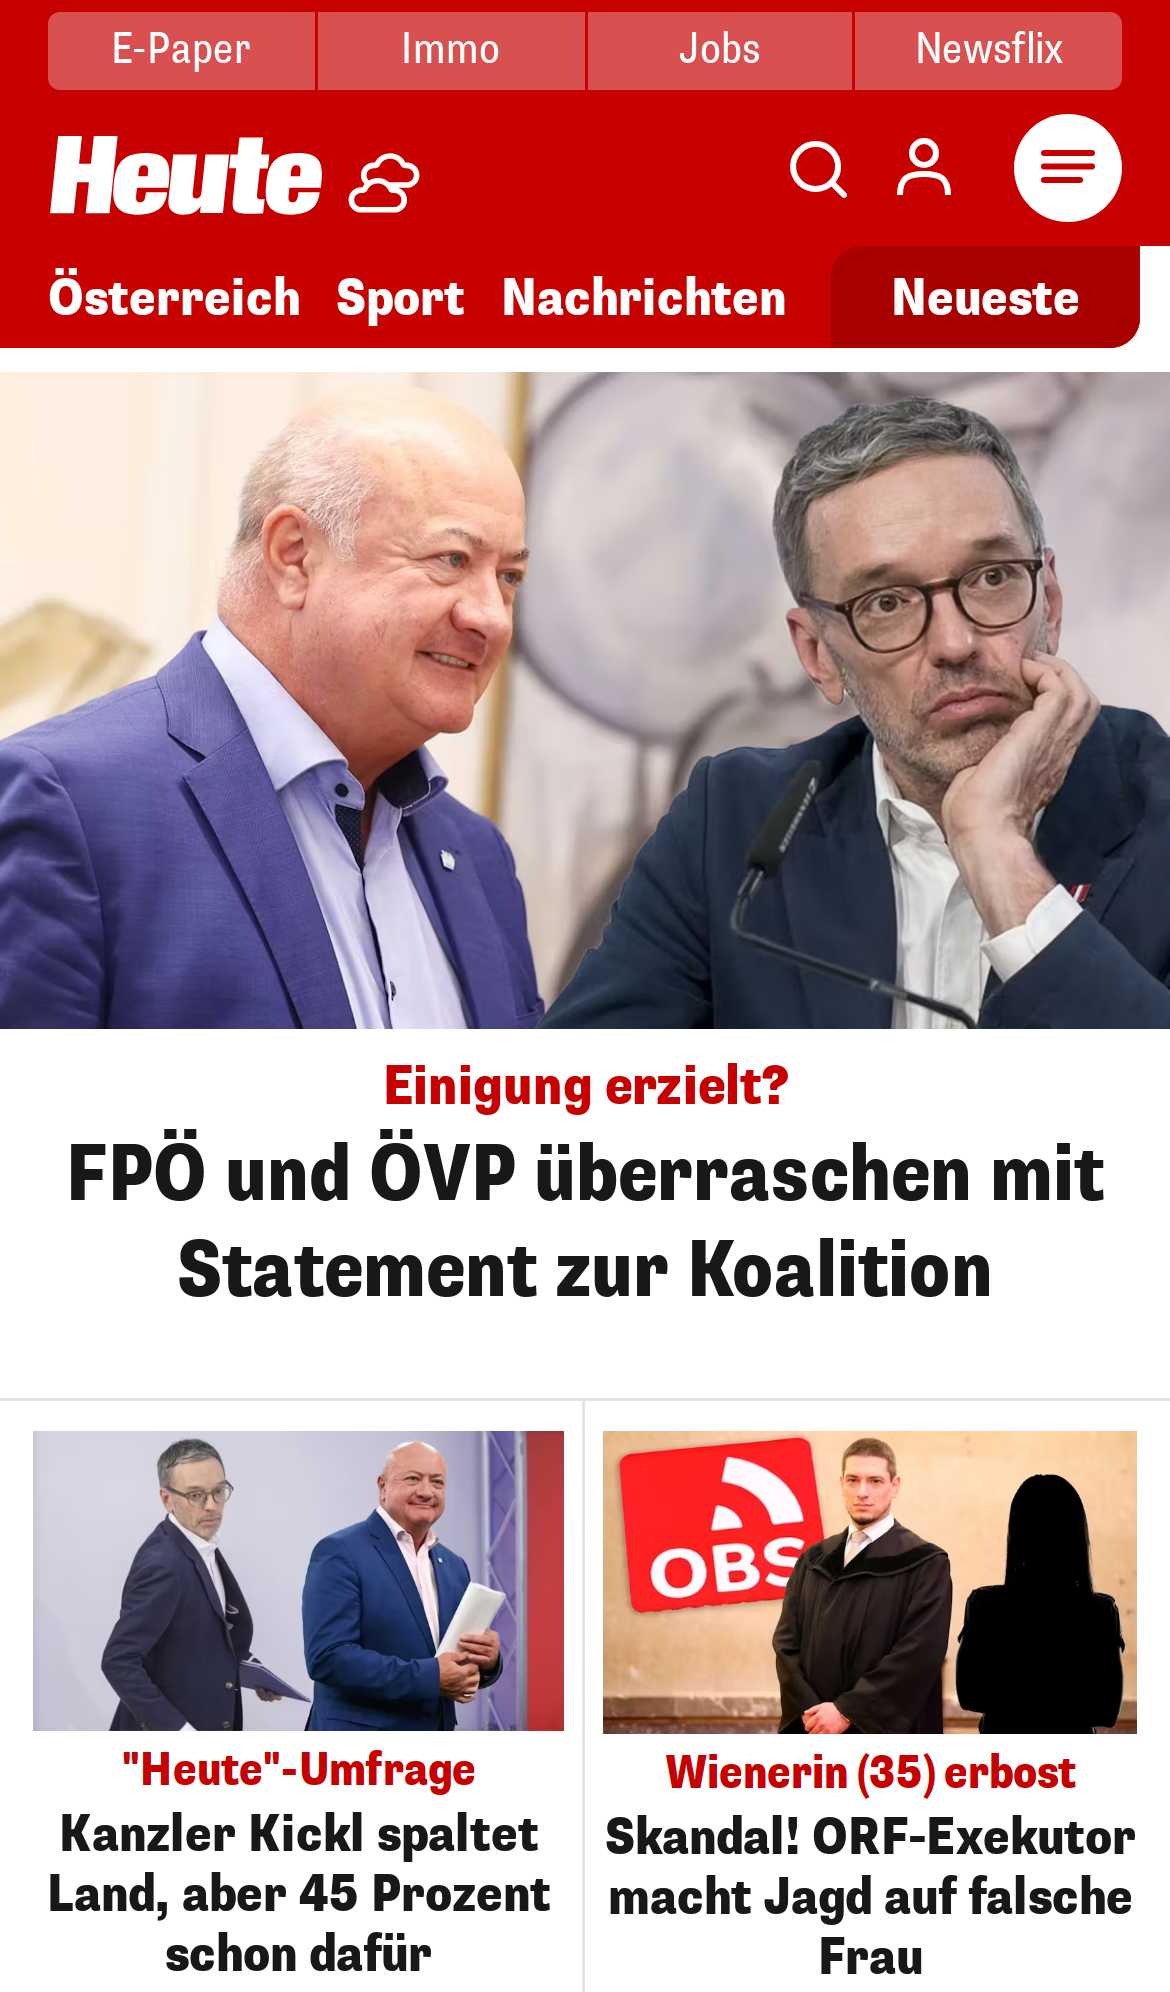 E-Paper
Immo
Jobs
Newsflix
Heute
Österreich
Sport
Nachrichten
Neueste
Einigung erzielt?
FPÖ und ÖVP überraschen mit
Statement zur Koalition
"Heute"-Umfrage
Kanzler Kickl spaltet
Land, aber 45 Prozent
schon dafür
OBS
Wienerin (35) erbost
Skandal! ORF-Exekutor
macht Jagd auf falsche
Frau